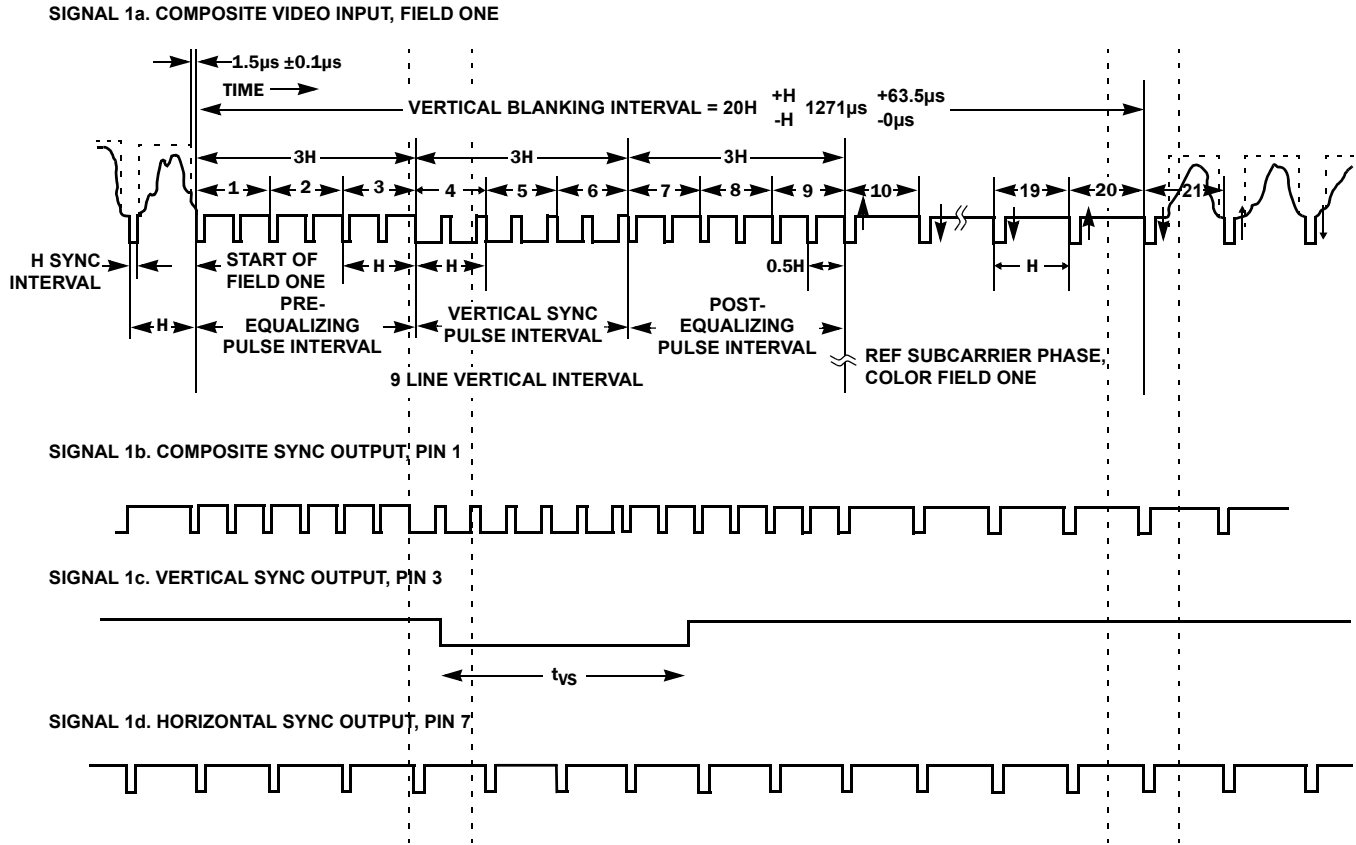 SIGNAL 1a. COMPOSITE VIDEO INPUT, FIELD ONE
1.5µs ±0.1µs
TIME
VERTICAL BLANKING INTERVAL = 20H +H -H 1271µs +63.5µs -0µs
3H 3H 3H
1 2 3 4 5 6 7 8 9 10 19 20 21
H SYNC
INTERVAL
START OF
FIELD ONE
H H 0.5H H
H
PRE-
EQUALIZING
PULSE INTERVAL
VERTICAL SYNC
PULSE INTERVAL
POST-
EQUALIZING
PULSE INTERVAL
REF SUBCARRIER PHASE,
COLOR FIELD ONE
9 LINE VERTICAL INTERVAL
SIGNAL 1b. COMPOSITE SYNC OUTPUT, PIN 1
SIGNAL 1c. VERTICAL SYNC OUTPUT, PIN 3
tVS
SIGNAL 1d. HORIZONTAL SYNC OUTPUT, PIN 7